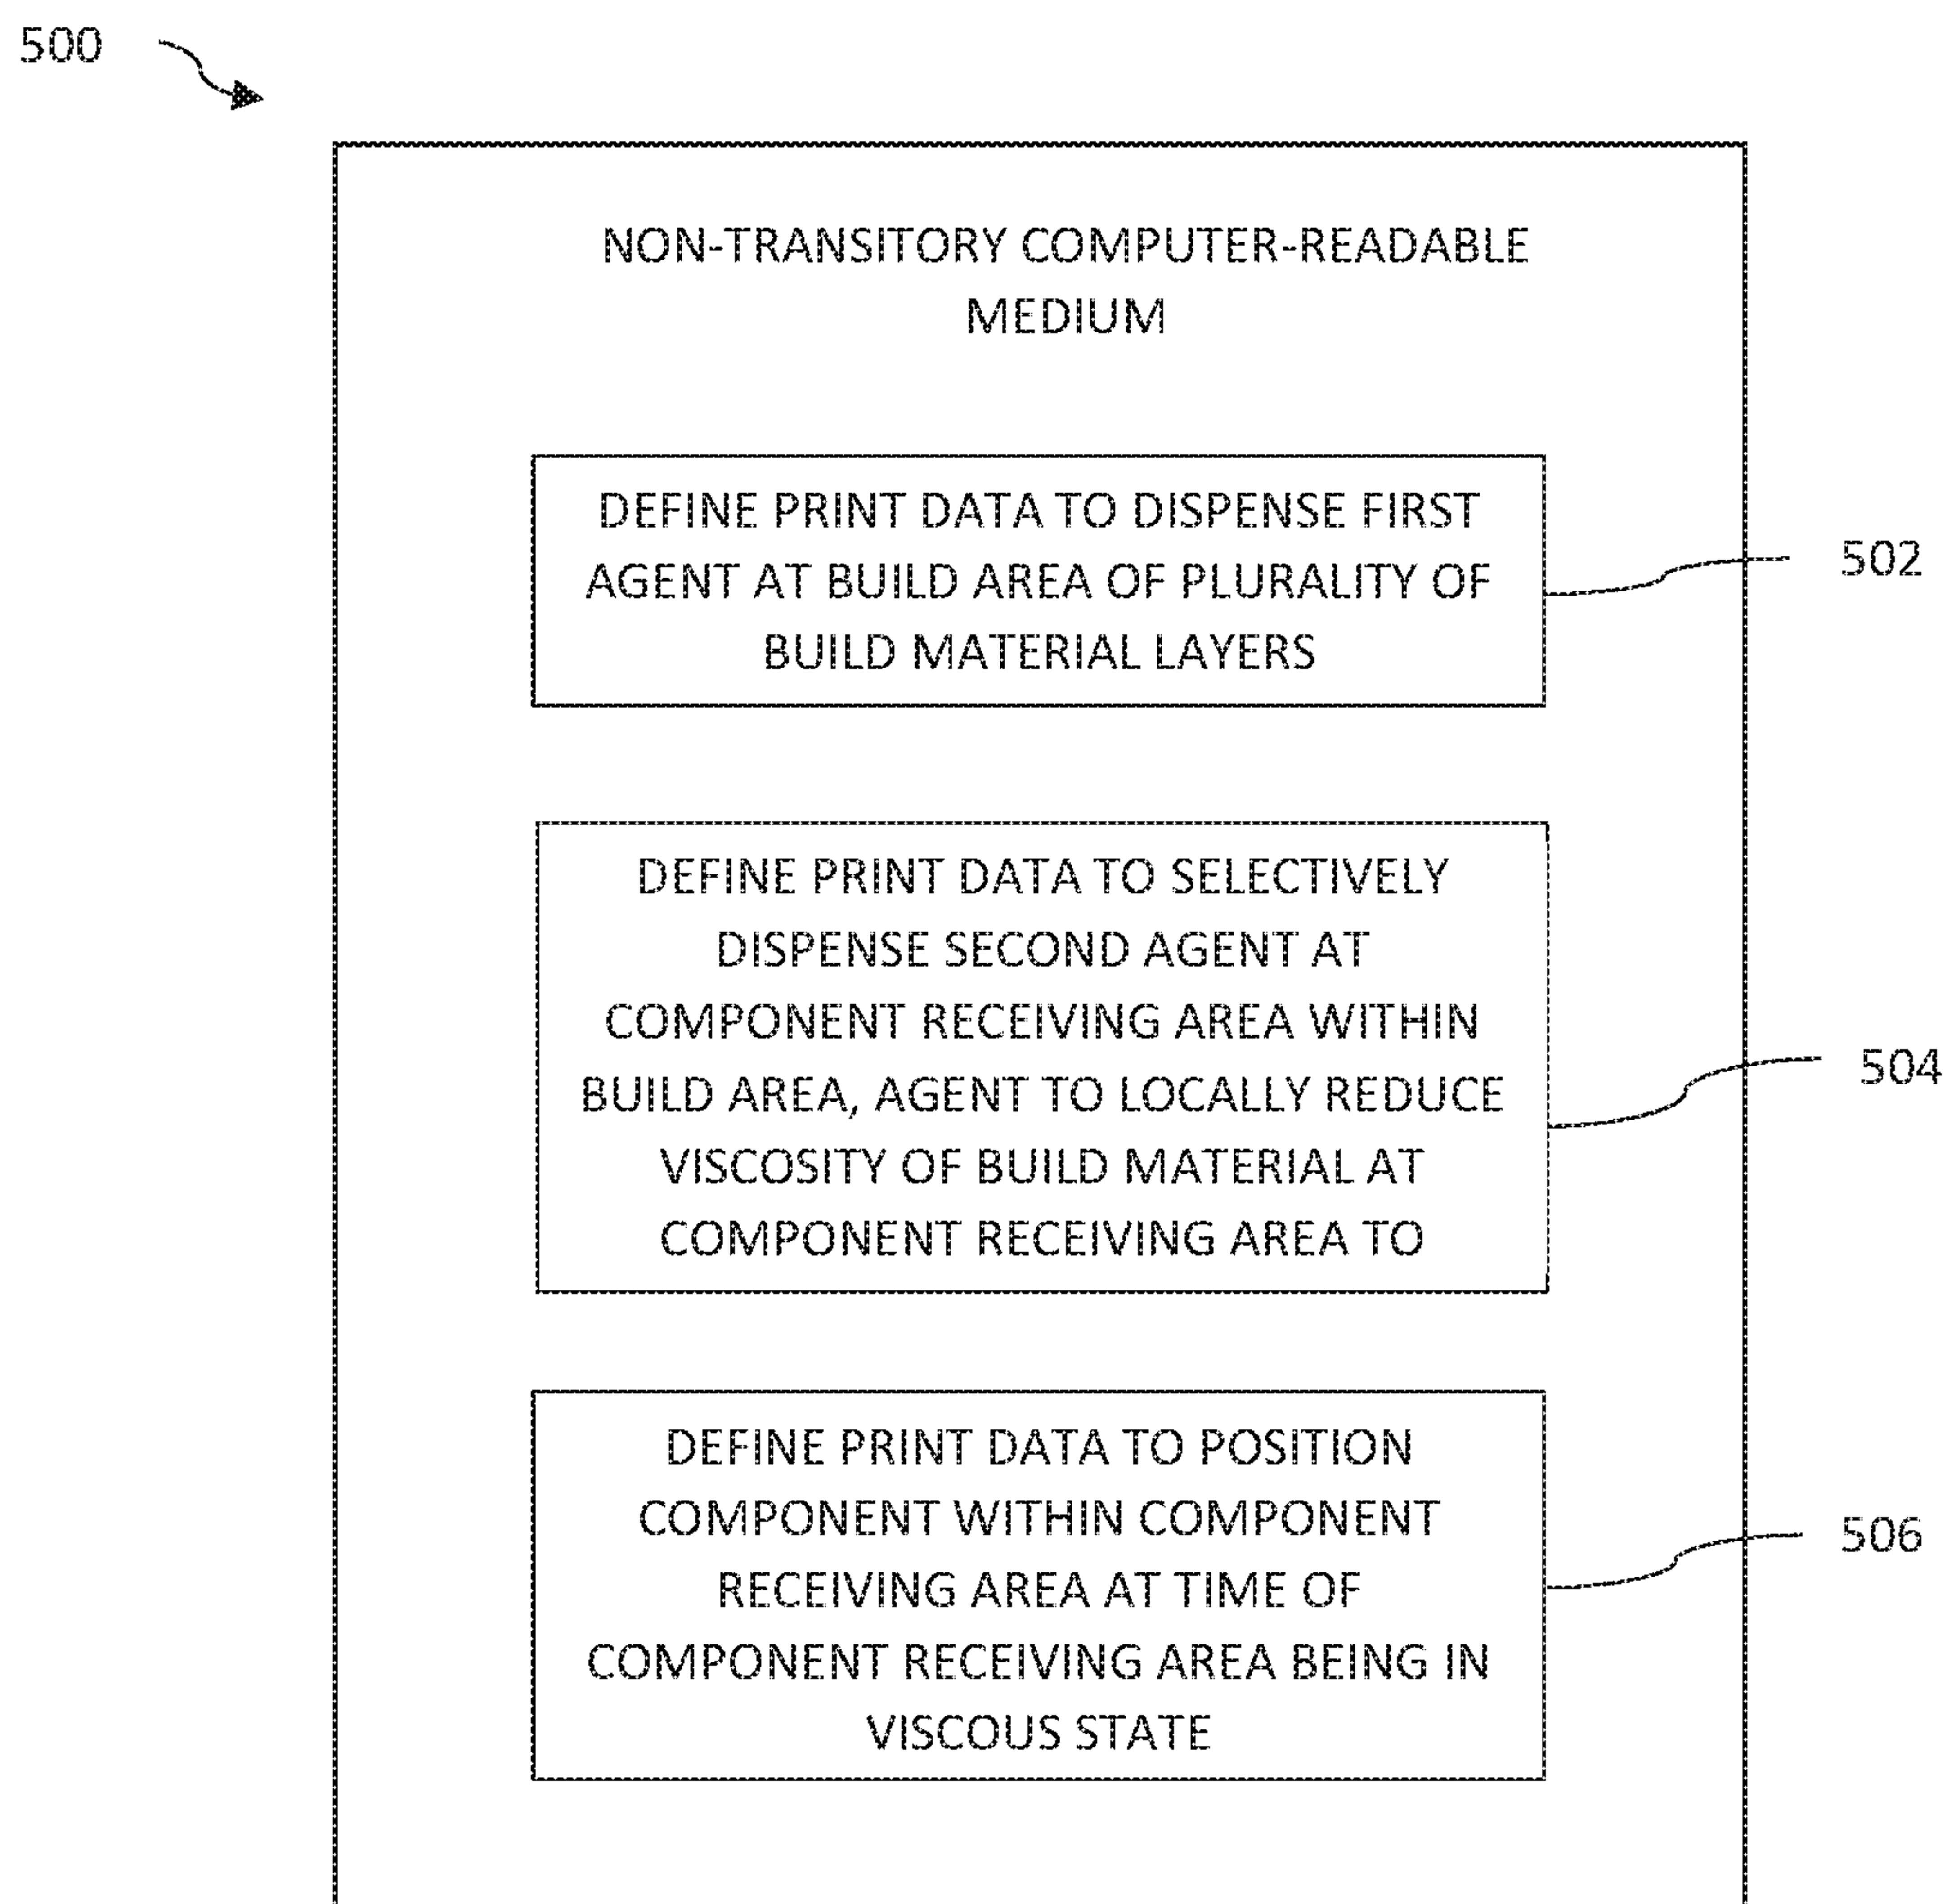 500
NON-TRANSITORY COMPUTER-READABLE
MEDIUM
DEFINE PRINT DATA TO DISPENSE FIRST
AGENT AT BUILD AREA OF PLURALITY OF
BUILD MATERIAL LAYERS
502
DEFINE PRINT DATA TO SELECTIVELY
DISPENSE SECOND AGENT AT
COMPONENT RECEIVING AREA WITHIN
BUILD AREA, AGENT TO LOCALLY REDUCE
VISCOSITY OF BUILD MATERIAL AT
COMPONENT RECEIVING AREA TO
504
DEFINE PRINT DATA TO POSITION
COMPONENT WITHIN COMPONENT
RECEIVING AREA AT TIME OF
COMPONENT RECEIVING AREA BEING IN
VISCOUS STATE
506